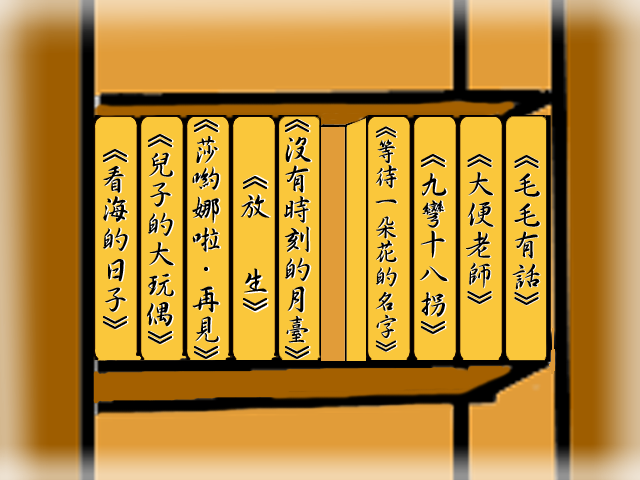 《毛毛有話》
《大便老師》
《九彎十八拐》
《等待一朵花的名字》
《沒有時刻的月臺》
《放生》
《莎喲娜啦·再見》
《兒子的大玩偶》
《看海的日子》